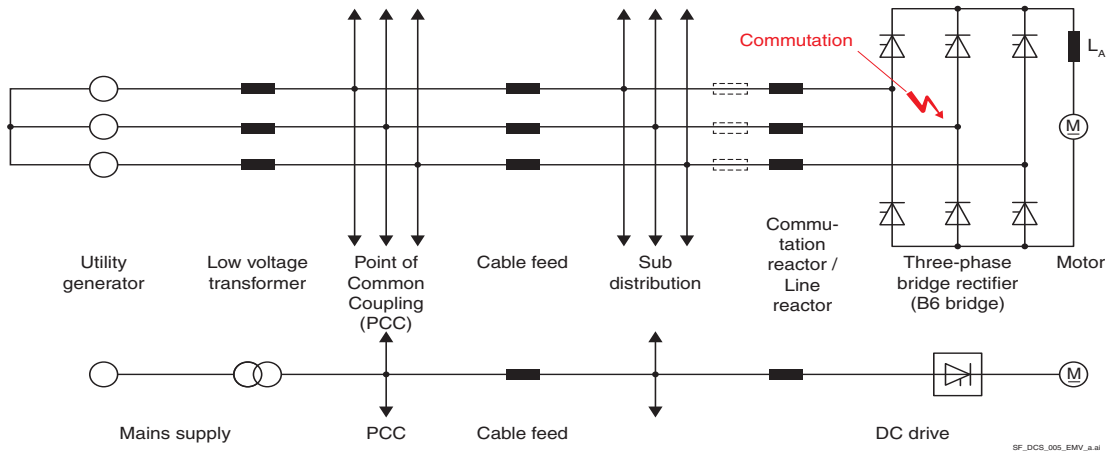 Commutation
L_A
M
Utility
generator
Low voltage
transformer
Point of
Common
Coupling
(PCC)
Cable feed
Sub
distribution
Commu-
tation
reactor /
Line
reactor
Three-phase
bridge rectifier
(B6 bridge)
Motor
M
Mains supply
PCC
Cable feed
DC drive
SF_DCS_005_EMV_a.ai